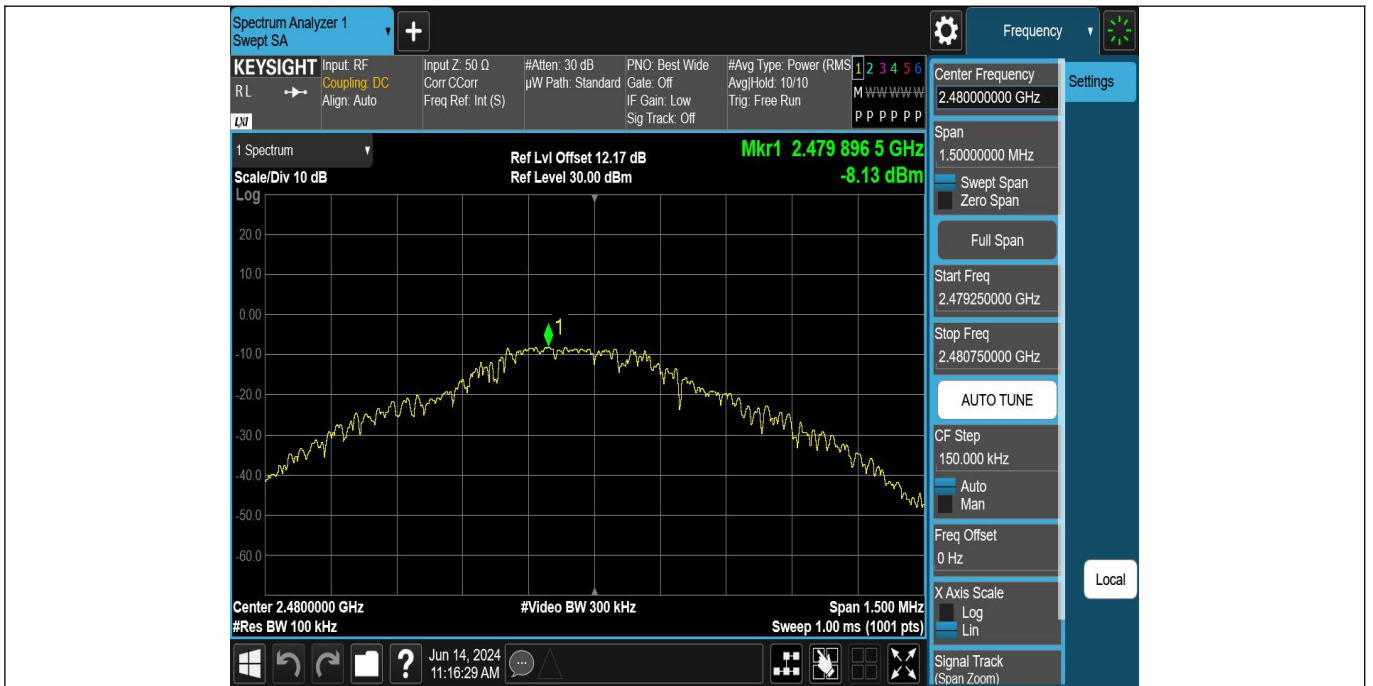 Spectrum Analyzer 1
Swept SA
+
Frequency
KEYSIGHT
RL
LXI
Input: RF
Coupling: DC
Align: Auto
Input Z: 50 Ω
Corr CCorr
Freq Ref: Int (S)
#Atten: 30 dB
µW Path: Standard
PNO: Best Wide
Gate: Off
IF Gain: Low
Sig Track: Off
#Avg Type: Power (RMS
Avg|Hold: 10/10
Trig: Free Run
1 2 3 4 5 6
M W W W W W
P P P P P P
1 Spectrum
Scale/Div 10 dB
Ref Lvl Offset 12.17 dB
Ref Level 30.00 dBm
Mkr1 2.479 896 5 GHz
-8.13 dBm
Log
20.0
10.0
0.00
-10.0
-20.0
-30.0
-40.0
-50.0
-60.0
1
Center 2.4800000 GHz
#Res BW 100 kHz
#Video BW 300 kHz
Span 1.500 MHz
Sweep 1.00 ms (1001 pts)
Center Frequency
2.480000000 GHz
Settings
Span
1.50000000 MHz
Swept Span
Zero Span
Full Span
Start Freq
2.479250000 GHz
Stop Freq
2.480750000 GHz
AUTO TUNE
CF Step
150.000 kHz
Auto
Man
Freq Offset
0 Hz
X Axis Scale
Log
Lin
Local
Signal Track
(Span Zoom)
?
Jun 14, 2024
11:16:29 AM